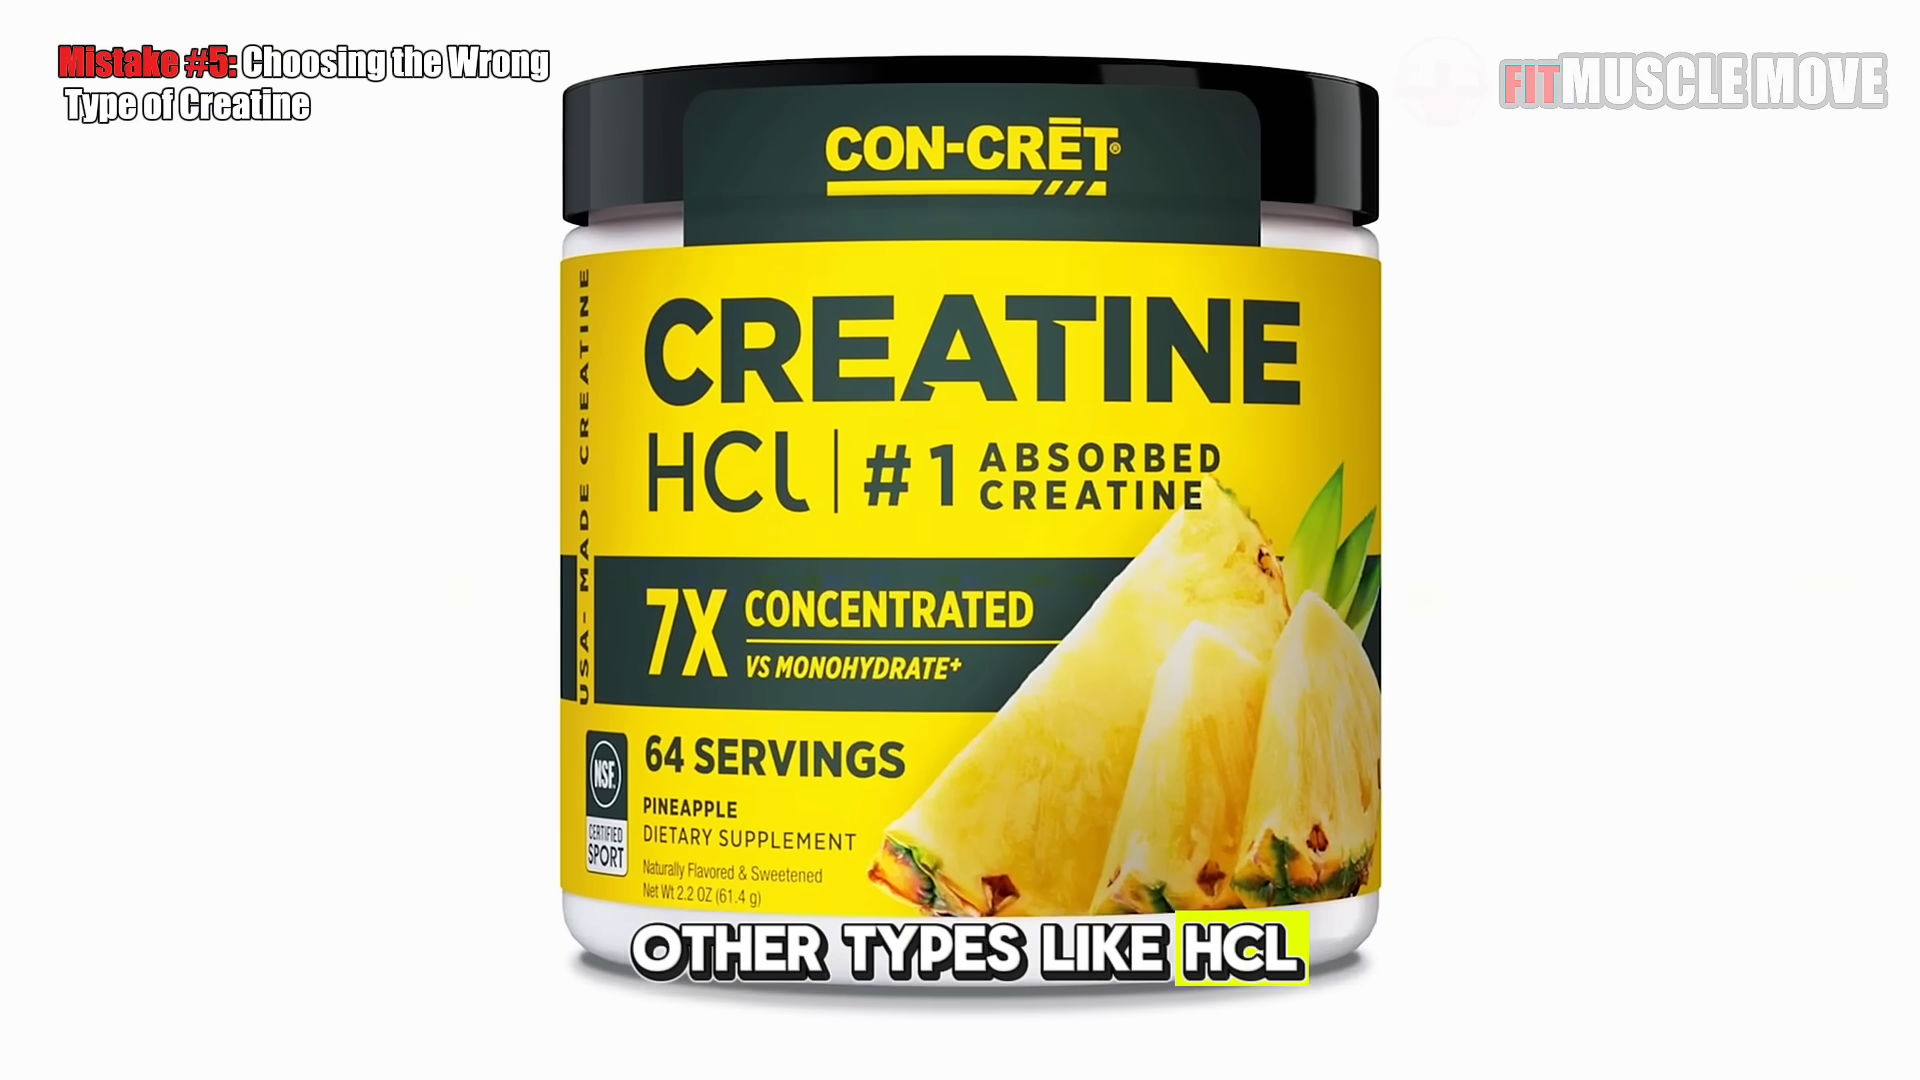 Mistake #5: Choosing the Wrong
Type of Creatine
FITMUSCLE MOVE
CON-CRĒT®
CREATINE
HCL | #1 ABSORBED
CREATINE
USA-MADE CREATINE
7X CONCENTRATED
VS MONOHYDRATE+
64 SERVINGS
PINEAPPLE
DIETARY SUPPLEMENT
Naturally Flavored & Sweetened
Net Wt 2.2 OZ (61.4 g)
NSF®
CERTIFIED
SPORT
OTHER TYPES LIKE HCL